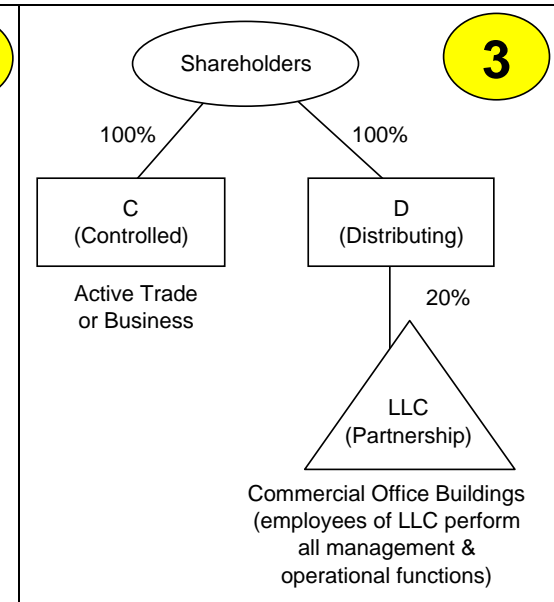 Shareholders
3
100%
100%
C
(Controlled)
D
(Distributing)
Active Trade
or Business
20%
LLC
(Partnership)
Commercial Office Buildings
(employees of LLC perform
all management &
operational functions)